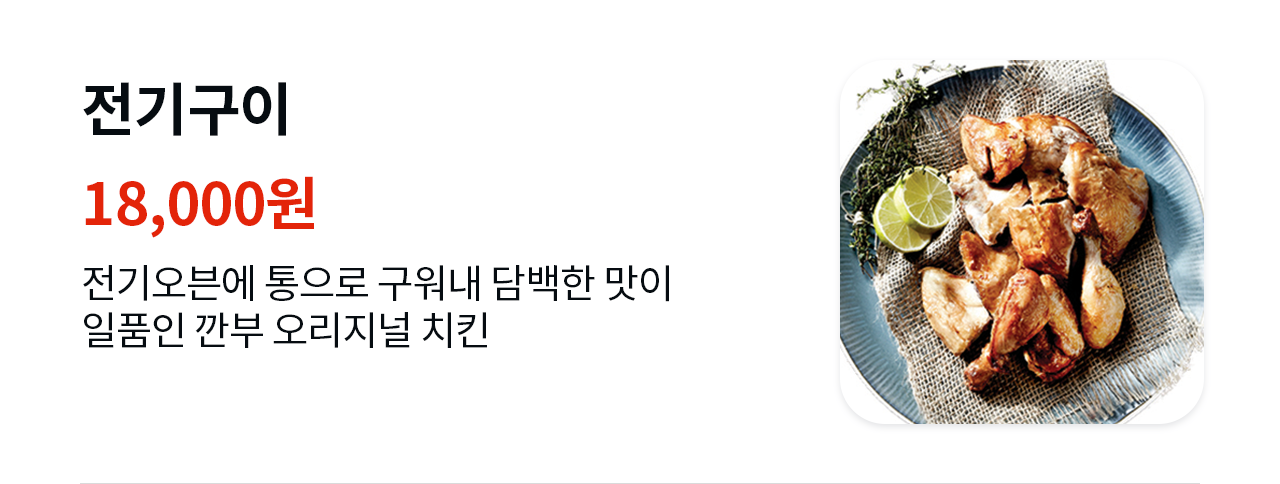 전기구이
18,000원
전기오븐에 통으로 구워내 담백한 맛이
일품인 깐부 오리지널 치킨